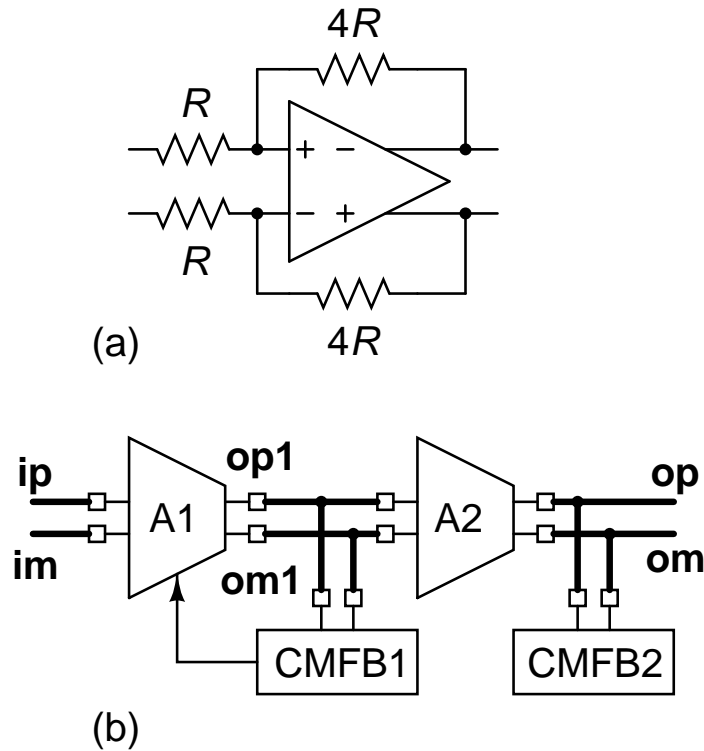 4R
R
+ −
− +
R
4R
(a)
ip
op1
op
A1
A2
im
om1
om
CMFB1
CMFB2
(b)